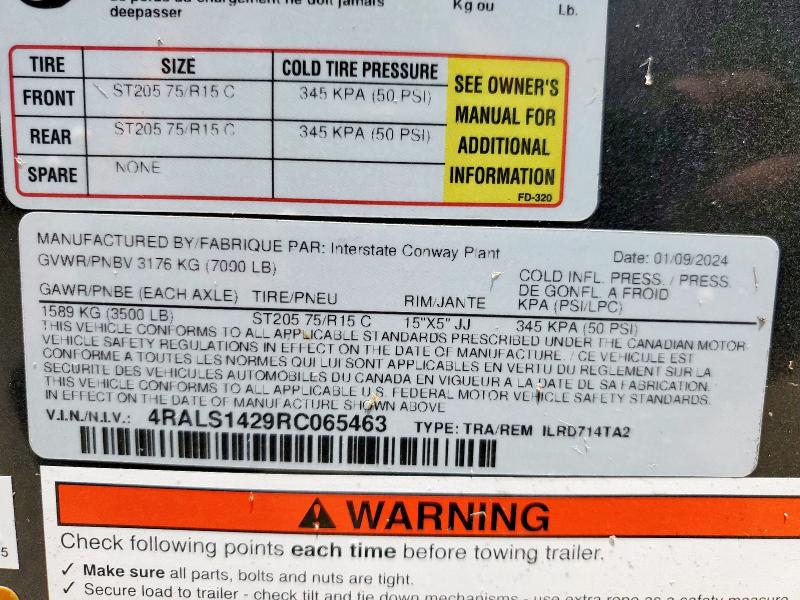 deepasser
Kg ou Lb.
TIRE SIZE COLD TIRE PRESSURE
FRONT ST205 75/R15 C 345 KPA (50 PSI)
REAR ST205 75/R15 C 345 KPA (50 PSI)
SPARE NONE
SEE OWNER'S
MANUAL FOR
ADDITIONAL
INFORMATION
FD-320
MANUFACTURED BY/FABRIQUE PAR: Interstate Conway Plant Date: 01/09/2024
GVWR/PNBV 3176 KG (7000 LB)
COLD INFL. PRESS. / PRESS.
DE GONFL. A FROID
GAWR/PNBE (EACH AXLE) TIRE/PNEU RIM/JANTE KPA (PSI/LPC)
1589 KG (3500 LB) ST205 75/R15 C 15"X5" JJ 345 KPA (50 PSI)
THIS VEHICLE CONFORMS TO ALL APPLICABLE STANDARDS PRESCRIBED UNDER THE CANADIAN MOTOR
VEHICLE SAFETY REGULATIONS IN EFFECT ON THE DATE OF MANUFACTURE. / CE VEHICULE EST
CONFORME A TOUTES LES NORMES QUI LUI SONT APPLICABLES EN VERTU DU REGLEMENT SUR LA
SECURITE DES VEHICULES AUTOMOBILES DU CANADA EN VIGUEUR A LA DATE DE SA FABRICATION.
THIS VEHICLE CONFORMS TO ALL APPLICABLE U.S. FEDERAL MOTOR VEHICLE SAFETY STANDARDS.
IN EFFECT ON THE DATE OF MANUFACTURE SHOWN ABOVE
V.I.N./N.I.V.: 4RALS1429RC065463 TYPE: TRA/REM ILRD714TA2
WARNING
Check following points each time before towing trailer.
✓ Make sure all parts, bolts and nuts are tight.
✓ Secure load to trailer - check tilt and tie down mechanisms - use extra rope as a safety measure
5